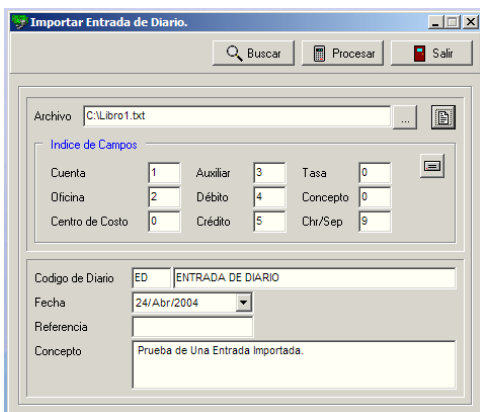 Importar Entrada de Diario.
Buscar Procesar Salir
Archivo C:\Libro1.txt ...
Indice de Campos
Cuenta 1 Auxiliar 3 Tasa 0
Oficina 2 Débito 4 Concepto 0
Centro de Costo 0 Crédito 5 Chr/Sep 9
Codigo de Diario ED ENTRADA DE DIARIO
Fecha 24/Abr/2004
Referencia
Concepto Prueba de Una Entrada Importada.